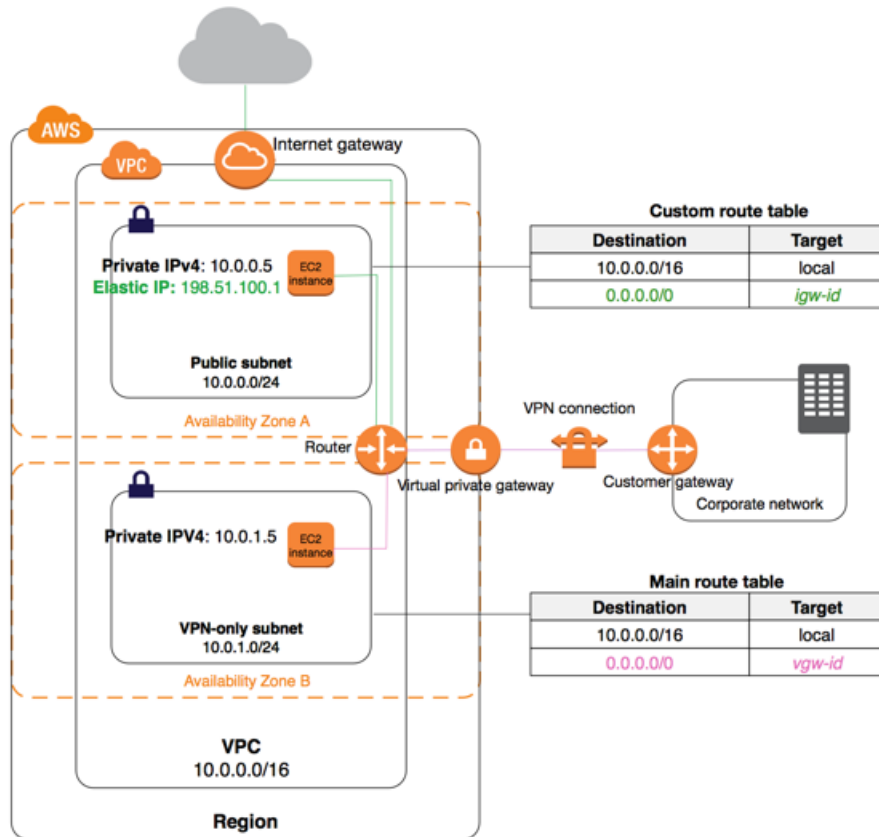 AWS
Internet gateway
VPC
Custom route table
Destination Target
10.0.0.0/16 local
0.0.0.0/0 igw-id
Private IPv4: 10.0.0.5
Elastic IP: 198.51.100.1
EC2
instance
Public subnet
10.0.0.0/24
Availability Zone A
VPN connection
Router
Virtual private gateway
Customer gateway
Corporate network
Private IPV4: 10.0.1.5
EC2
instance
VPN-only subnet
10.0.1.0/24
Availability Zone B
Main route table
Destination Target
10.0.0.0/16 local
0.0.0.0/0 vgw-id
VPC
10.0.0.0/16
Region